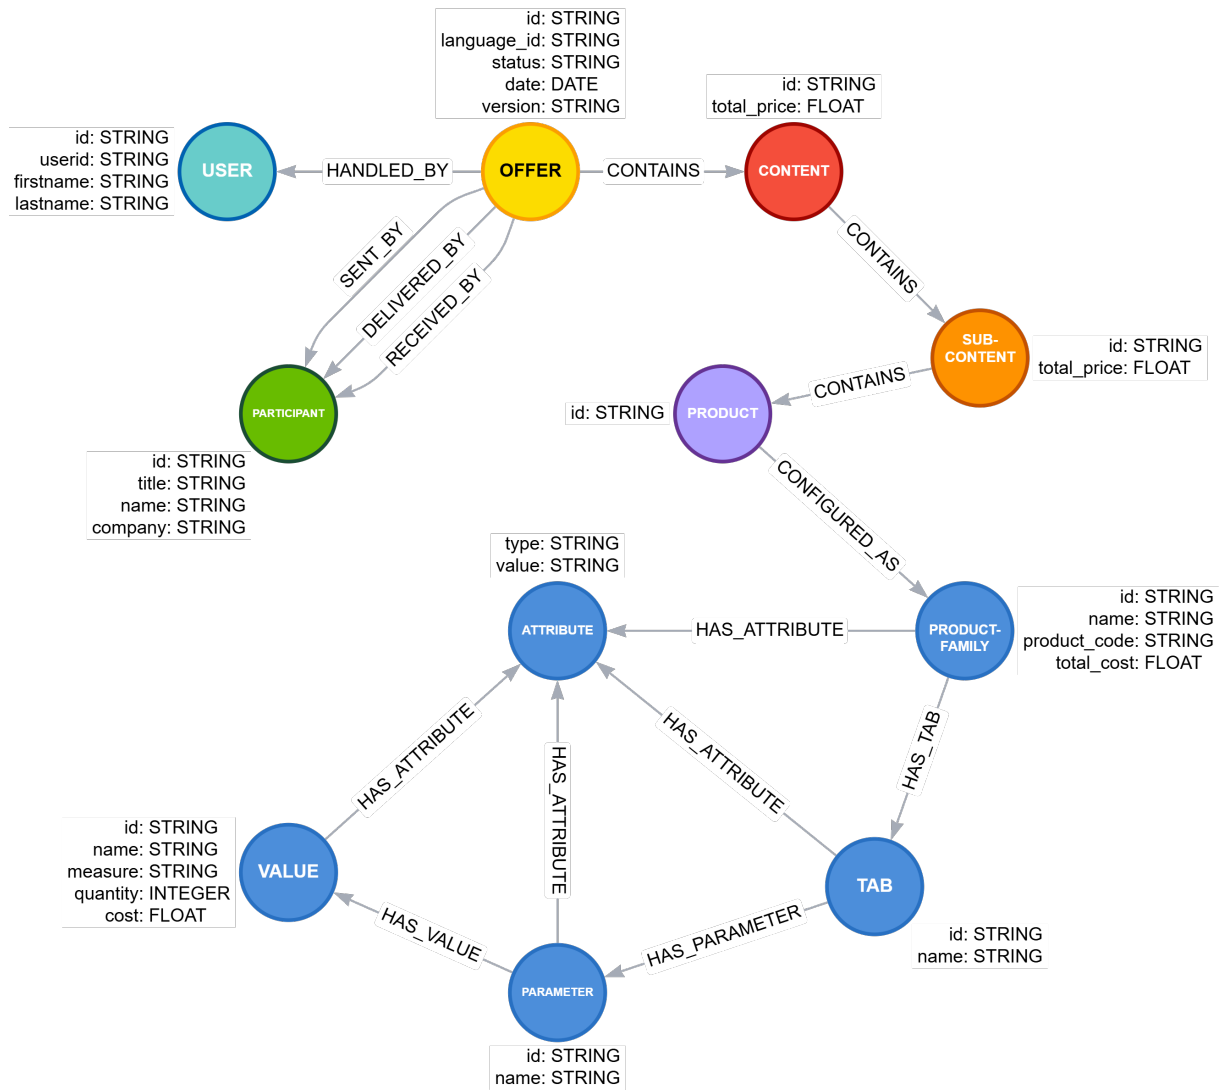 id: STRING
language_id: STRING
status: STRING
date: DATE
version: STRING
id: STRING
total_price: FLOAT
id: STRING
userid: STRING
firstname: STRING
lastname: STRING
USER
HANDLED_BY
OFFER
CONTAINS
CONTENT
SENT_BY
DELIVERED_BY
RECEIVED_BY
CONTAINS
SUB-
CONTENT
id: STRING
total_price: FLOAT
CONTAINS
PARTICIPANT
id: STRING
PRODUCT
id: STRING
title: STRING
name: STRING
company: STRING
CONFIGURED_AS
type: STRING
value: STRING
ATTRIBUTE
HAS_ATTRIBUTE
PRODUCT-
FAMILY
id: STRING
name: STRING
product_code: STRING
total_cost: FLOAT
HAS_ATTRIBUTE
HAS_ATTRIBUTE
HAS_ATTRIBUTE
HAS_TAB
id: STRING
name: STRING
measure: STRING
quantity: INTEGER
cost: FLOAT
VALUE
TAB
HAS_VALUE
HAS_PARAMETER
id: STRING
name: STRING
PARAMETER
id: STRING
name: STRING